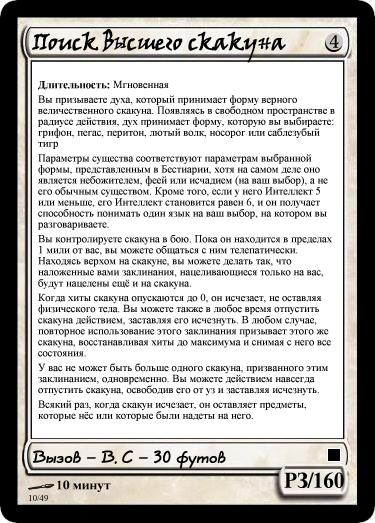 Поиск высшего скакуна 4
Длительность: Мгновенная
Вы призываете духа, который принимает форму верного
величественного скакуна. Появляясь в свободном пространстве в
радиусе действия, дух принимает форму, которую вы выбираете:
грифон, пегас, перитон, лютый волк, носорог или саблезубый
тигр
Параметры существа соответствуют параметрам выбранной
формы, представленным в Бестиарии, хотя на самом деле оно
является небожителем, феей или исчадием (на ваш выбор), а не
его обычным существом. Кроме того, если у него Интеллект 5
или меньше, его Интеллект становится равен 6, и он получает
способность понимать один язык на ваш выбор, на котором вы
разговариваете.
Вы контролируете скакуна в бою. Пока он находится в пределах
1 мили от вас, вы можете общаться с ним телепатически.
Находясь верхом на скакуне, вы можете делать так, что
наложенные вами заклинания, нацеливающиеся только на вас,
будут нацелены ещё и на скакуна.
Когда хиты скакуна опускаются до 0, он исчезает, не оставляя
физического тела. Вы можете также в любое время отпустить
скакуна действием, заставляя его исчезнуть. В любом случае,
повторное использование этого заклинания призывает этого же
скакуна, восстанавливая хиты до максимума и снимая с него все
состояния.
У вас не может быть больше одного скакуна, призванного этим
заклинанием, одновременно. Вы можете действием навсегда
отпустить скакуна, освободив его от уз и заставляя исчезнуть.
Всякий раз, когда скакун исчезает, он оставляет предметы,
которые нёс или которые были надеты на него.
Вызов – В, С – 30 футов
10 минут
РЗ/160
10/49